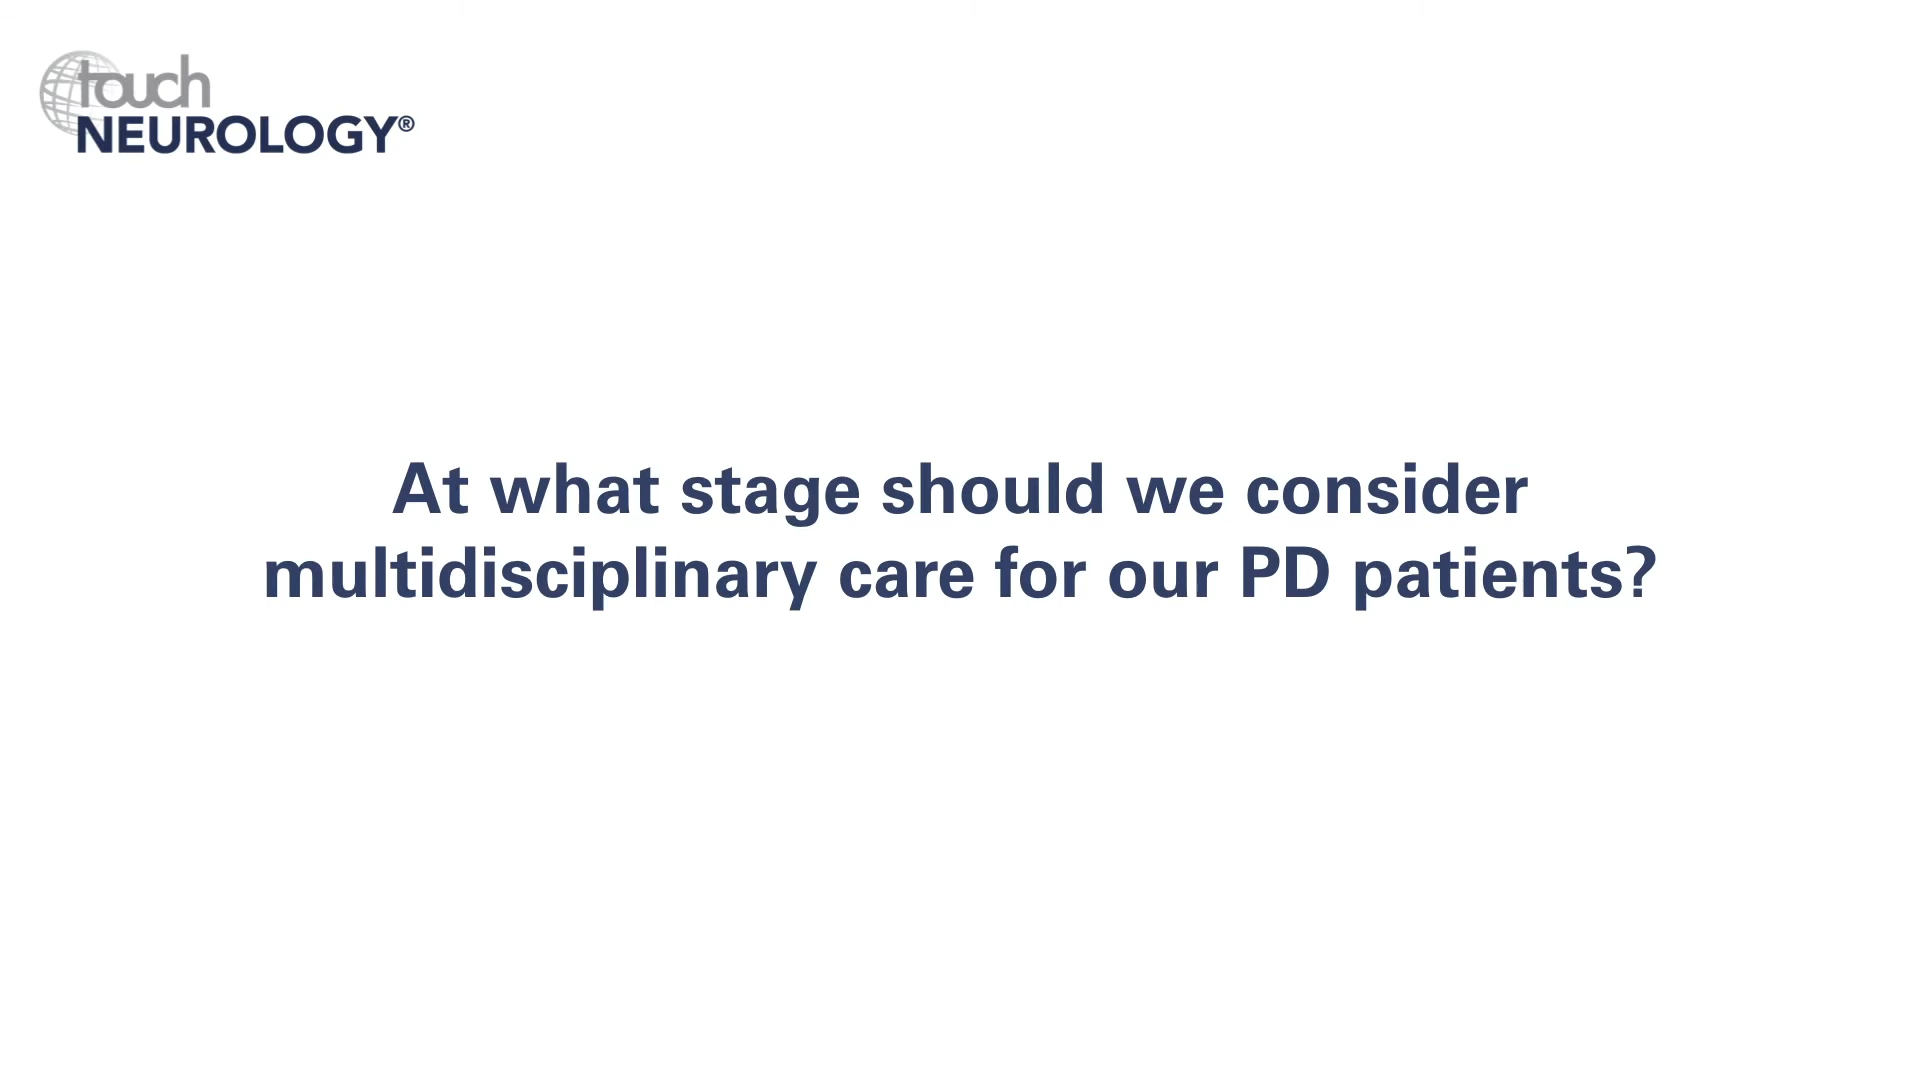 touch
NEUROLOGY®
At what stage should we consider
multidisciplinary care for our PD patients?